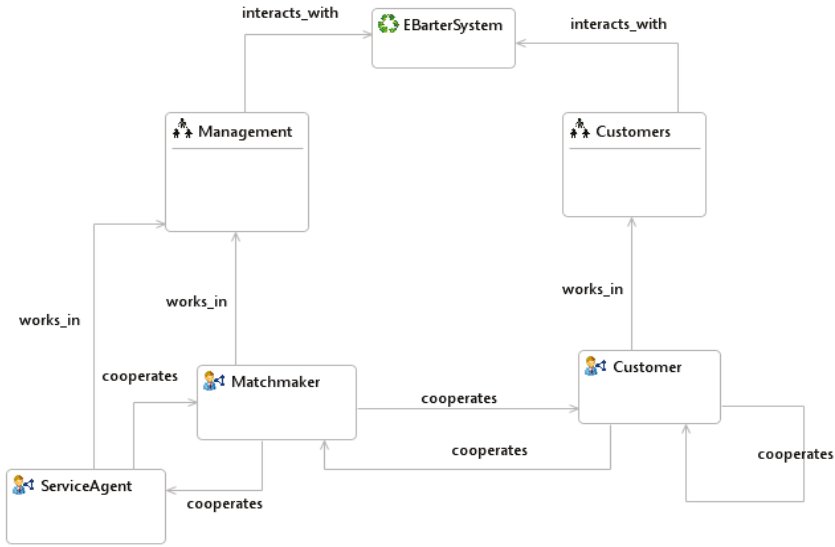 interacts_with
EBarterSystem
interacts_with
Management
Customers
works_in
works_in
works_in
cooperates
Matchmaker
Customer
cooperates
cooperates
cooperates
ServiceAgent
cooperates